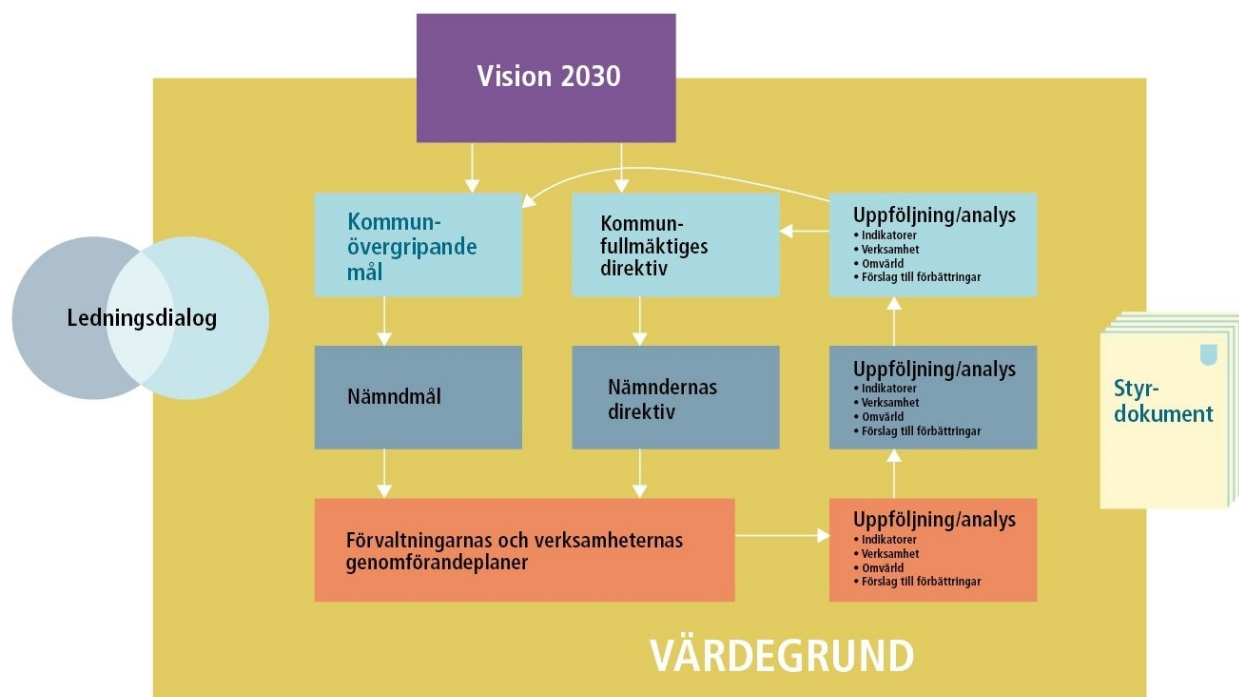 Vision 2030
Kommun-
övergripande
mål
Kommun-
fullmäktiges
direktiv
Uppföljning/analys
• Indikatorer
• Verksamhet
• Omvärld
• Förslag till förbättringar
Ledningsdialog
Nämndmål
Nämndernas
direktiv
Uppföljning/analys
• Indikatorer
• Verksamhet
• Omvärld
• Förslag till förbättringar
Styr-
dokument
Förvaltningarnas och verksamheternas
genomförandeplaner
Uppföljning/analys
• Indikatorer
• Verksamhet
• Omvärld
• Förslag till förbättringar
VÄRDEGRUND